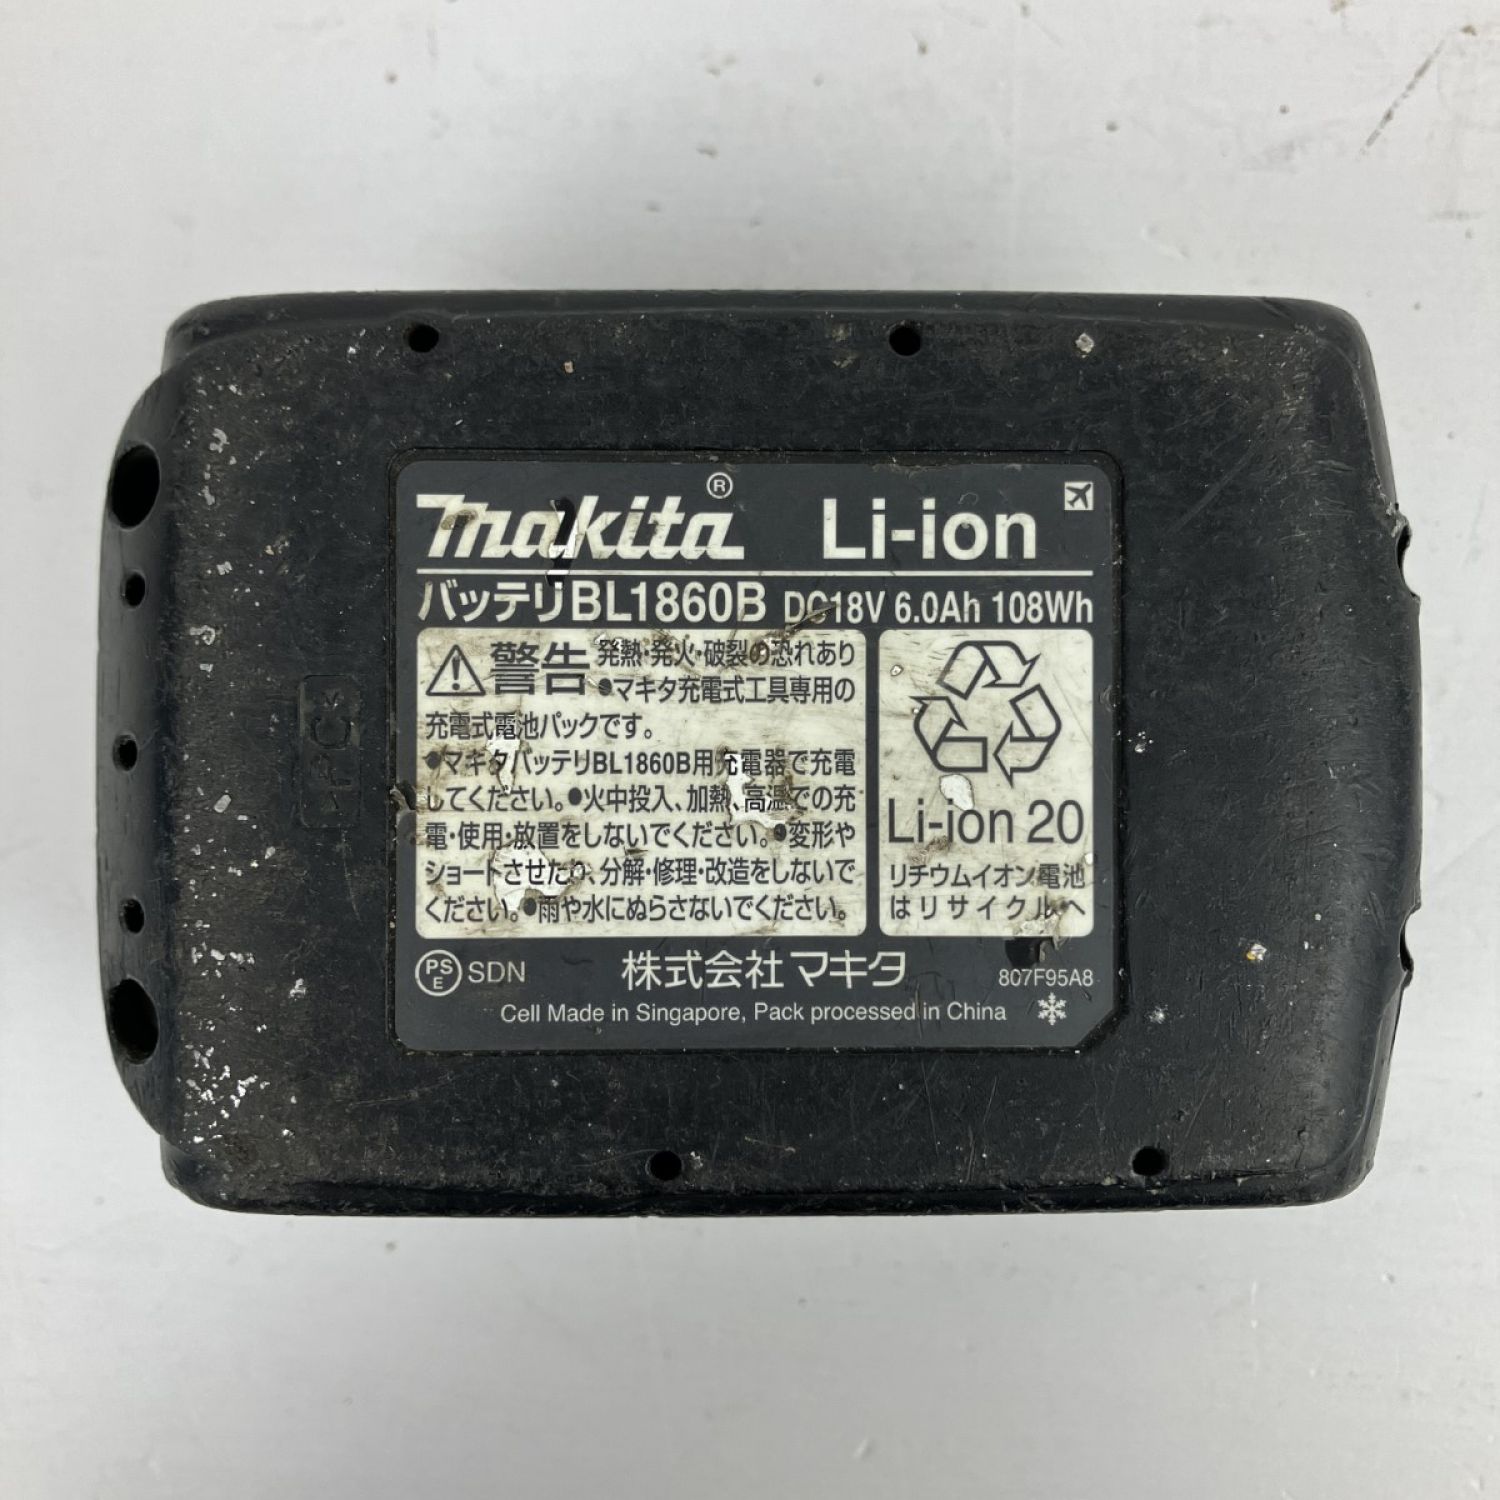 makita® Li-ion
バッテリBL1860B DC18V 6.0Ah 108Wh
警告 発熱・発火・破裂の恐れあり
●マキタ充電式工具専用の
充電式電池パックです。
●マキタバッテリBL1860B用充電器で充電
してください。●火中投入、加熱、高温での充
電・使用・放置をしないでください。●変形や
ショートさせたり、分解・修理・改造をしないで
ください。●雨や水にぬらさないでください。
Li-ion 20
リチウムイオン電池
はリサイクルへ
PSE SDN 株式会社マキタ 807F95A8
Cell Made in Singapore, Pack processed in China
>PC<